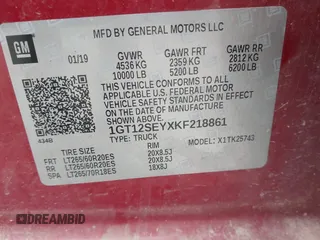 MFD BY GENERAL MOTORS LLC
GM
01/19 GVWR GAWR FRT GAWR RR
4536 KG 2359 KG 2812 KG
10000 LB 5200 LB 6200 LB
THIS VEHICLE CONFORMS TO ALL APPLICABLE
FEDERAL MOTOR VEHICLE SAFETY
STANDARDS IN EFFECT ON THE DATE OF
MANUFACTURE SHOWN ABOVE.
1GT12SEYXKF218861
TYPE: TRUCK MODEL: X1TK25743
434B
TIRE SIZE RIM
FRT LT265/60R20ES 20X8.5J
RR LT265/60R20ES 20X8.5J
SPA LT265/70R18ES 18X8J
DREAMBID